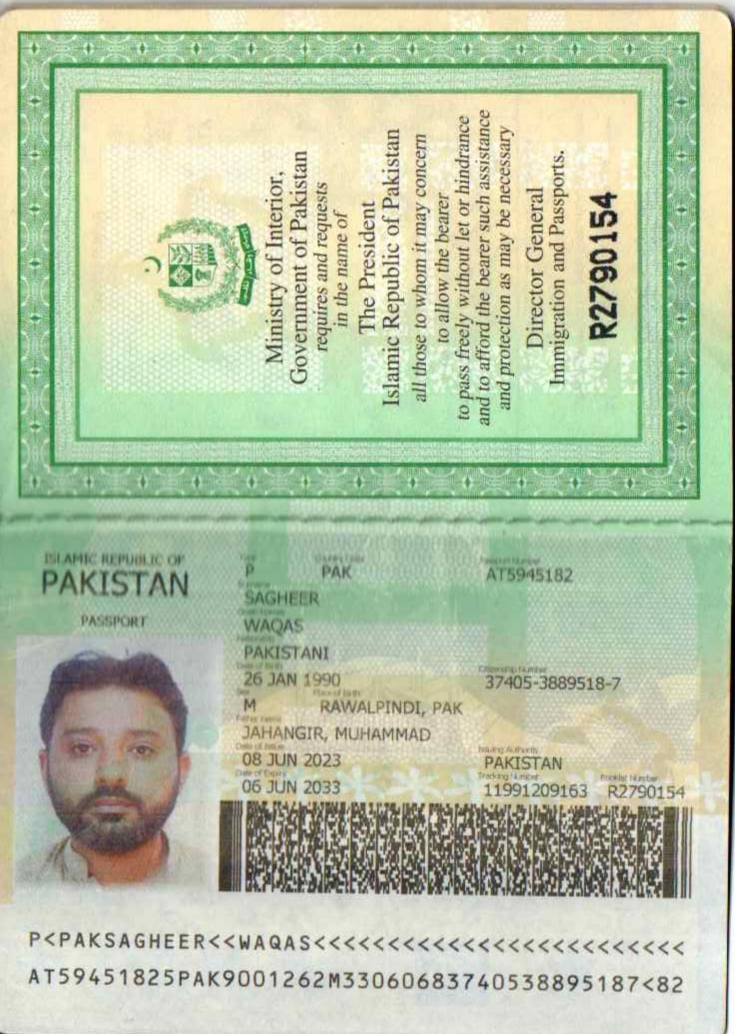 Ministry of Interior,
Government of Pakistan
requires and requests
in the name of
The President
Islamic Republic of Pakistan
all those to whom it may concern
to allow the bearer
to pass freely without let or hindrance
and to afford the bearer such assistance
and protection as may be necessary
Director General
Immigration and Passports.
R2790154
ISLAMIC REPUBLIC OF
PAKISTAN
PASSPORT
Type Country Code Passport Number
P PAK AT5945182
Surname
SAGHEER
Given Names
WAQAS
Nationality
PAKISTANI
Date of Birth Citizenship Number
26 JAN 1990 37405-3889518-7
Sex Place of Birth
M RAWALPINDI, PAK
Father Name
JAHANGIR, MUHAMMAD
Date of Issue Issuing Authority
08 JUN 2023 PAKISTAN
Date of Expiry Tracking Number Booklet Number
06 JUN 2033 11991209163 R2790154
P<PAKSAGHEER<<WAQAS<<<<<<<<<<<<<<<<<<<<<<<<<
AT59451825PAK9001262M33060683740538895187<82